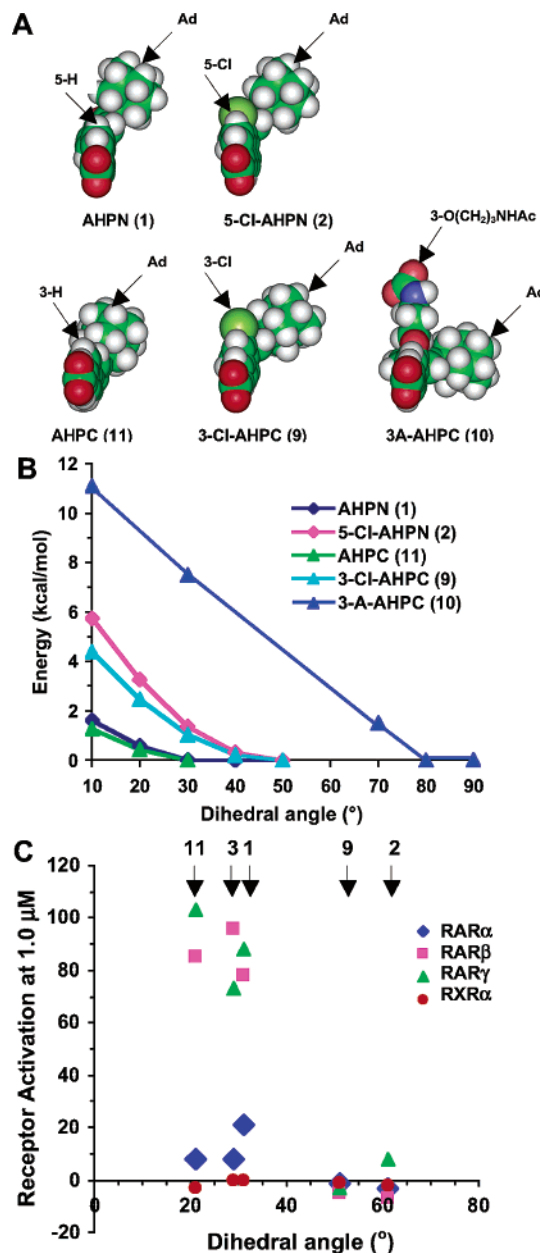 A
Ad
Ad
5-H
5-Cl
AHPN (1)
5-Cl-AHPN (2)
3-O(CH₂)₃NHAc
Ad
Ad
3-H
3-Cl
Ad
AHPC (11)
3-Cl-AHPC (9)
3A-AHPC (10)
B
12
10
8
6
4
2
0
Energy (kcal/mol)
AHPN (1)
5-Cl-AHPN (2)
AHPC (11)
3-Cl-AHPC (9)
3-A-AHPC (10)
10 20 30 40 50 60 70 80 90
Dihedral angle (°)
C
11 3 1 9 2
120
100
80
60
40
20
0
-20
Receptor Activation at 1.0 μM
RARα
RARβ
RARγ
RXRα
0 20 40 60 80
Dihedral angle (°)